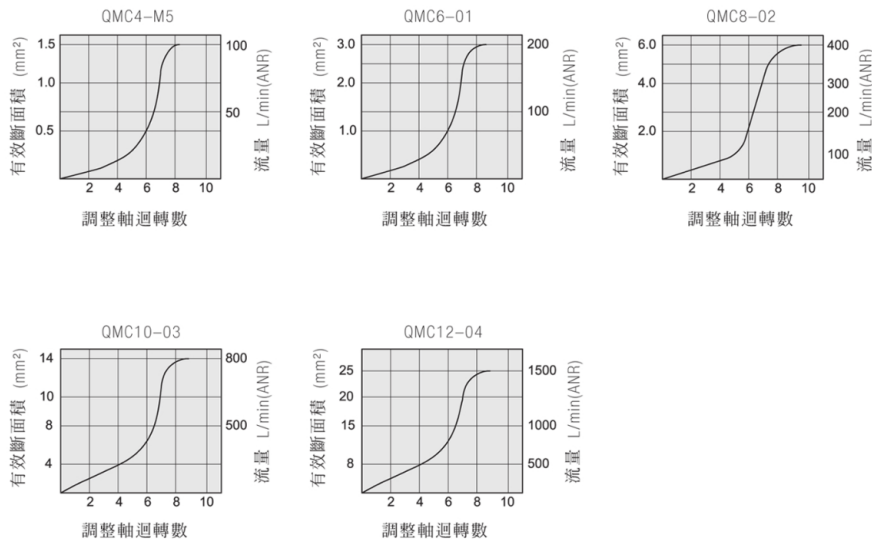 QMC4-M5
有效斷面積 (mm²)
1.5
1.0
0.5
100
50
流量 L/min(ANR)
2 4 6 8 10
調整軸迴轉數
QMC6-01
有效斷面積 (mm²)
3.0
2.0
1.0
200
100
流量 L/min(ANR)
2 4 6 8 10
調整軸迴轉數
QMC8-02
有效斷面積 (mm²)
6.0
4.0
2.0
400
300
200
100
流量 L/min(ANR)
2 4 6 8 10
調整軸迴轉數
QMC10-03
有效斷面積 (mm²)
14
10
8
4
800
500
流量 L/min(ANR)
2 4 6 8 10
調整軸迴轉數
QMC12-04
有效斷面積 (mm²)
25
20
15
8
1500
1000
500
流量 L/min(ANR)
2 4 6 8 10
調整軸迴轉數